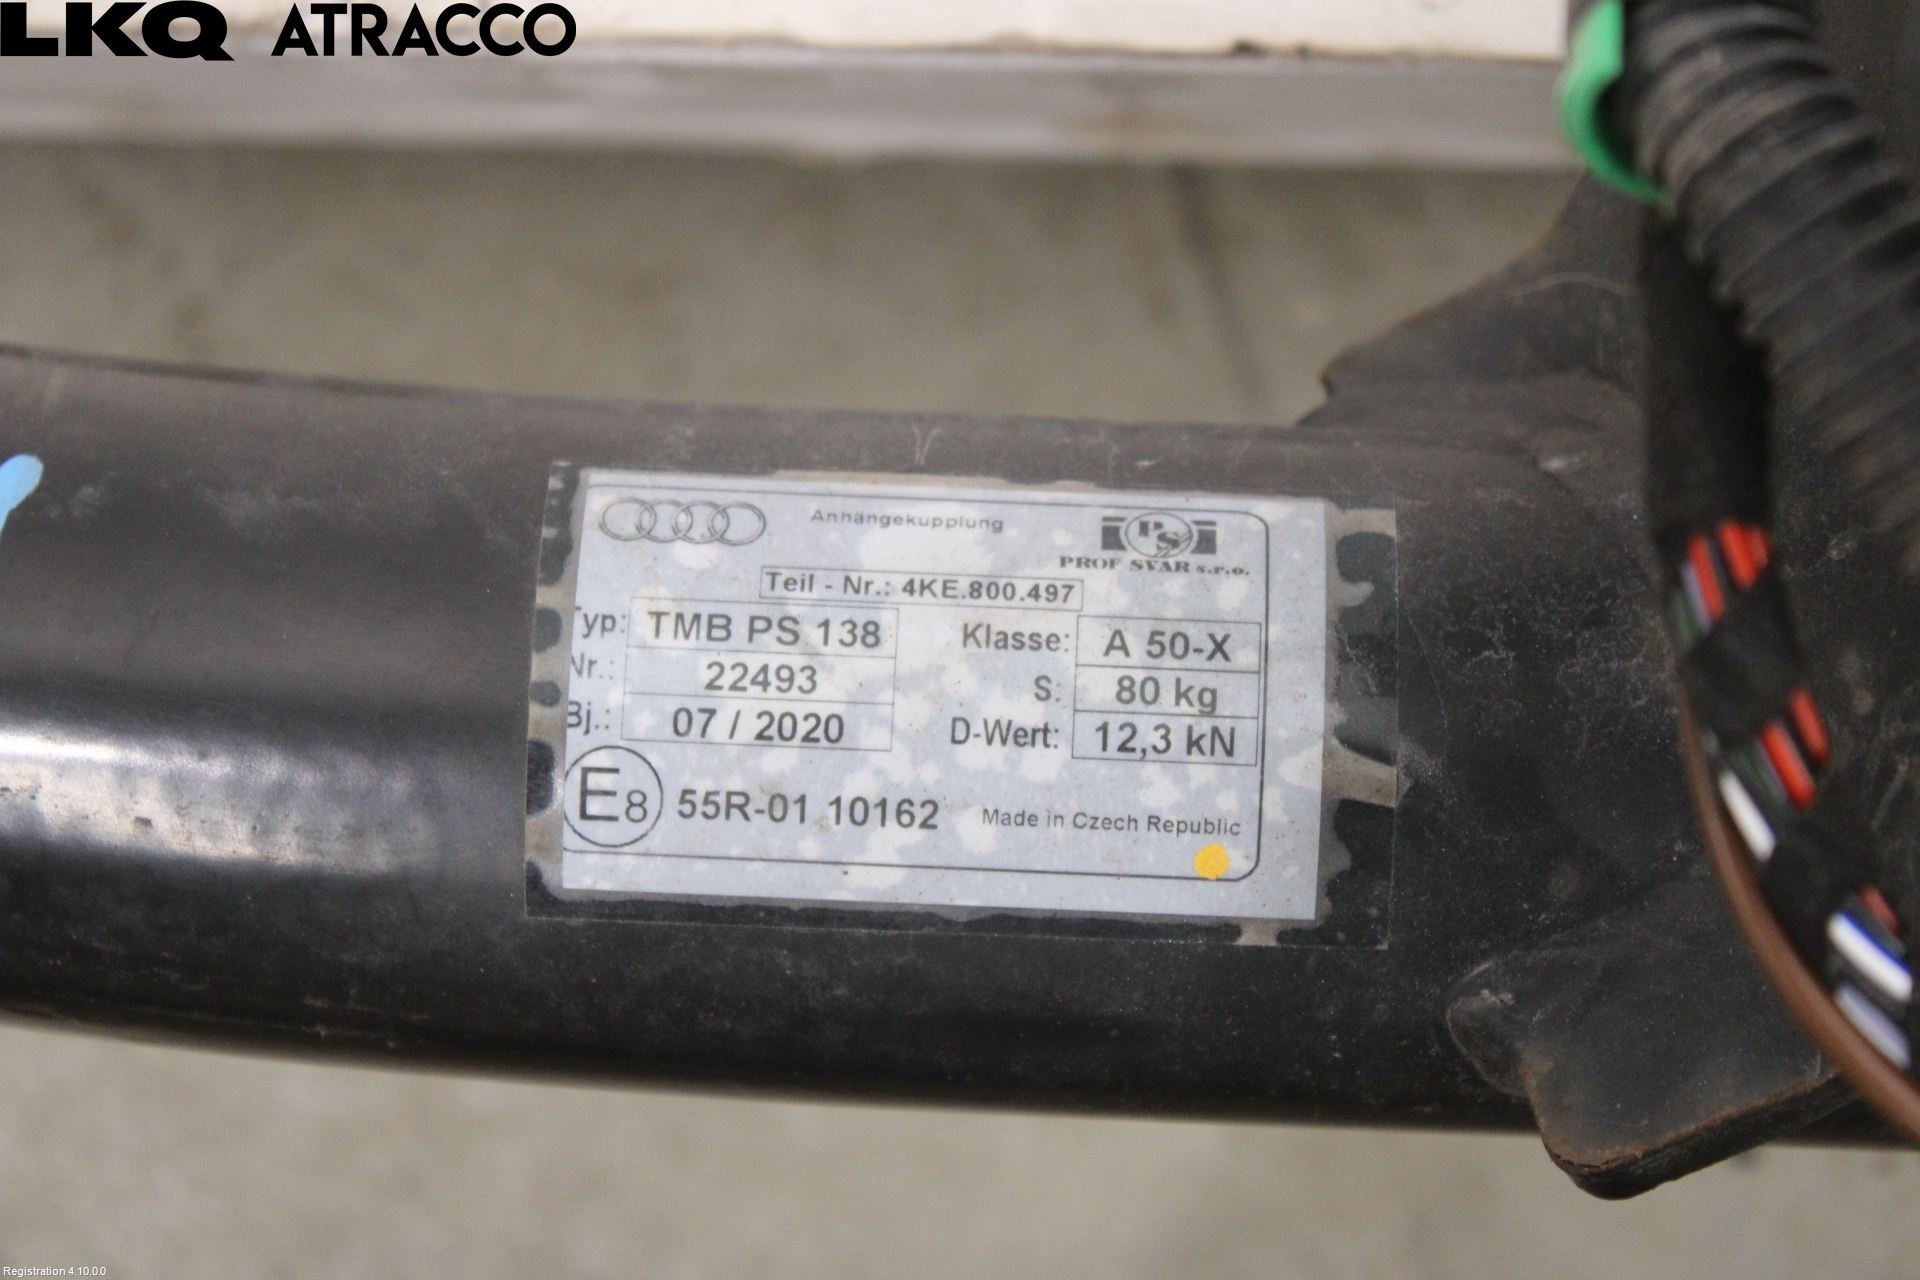 LKQ ATRACCO
Anhängekupplung
PS
PROF SVAR s.r.o.
Teil - Nr.: 4KE.800.497
Typ: TMB PS 138
Klasse: A 50-X
Nr.: 22493
S: 80 kg
Bj.: 07 / 2020
D-Wert: 12,3 kN
E8 55R-01 10162
Made in Czech Republic
Registration 4.10.0.0